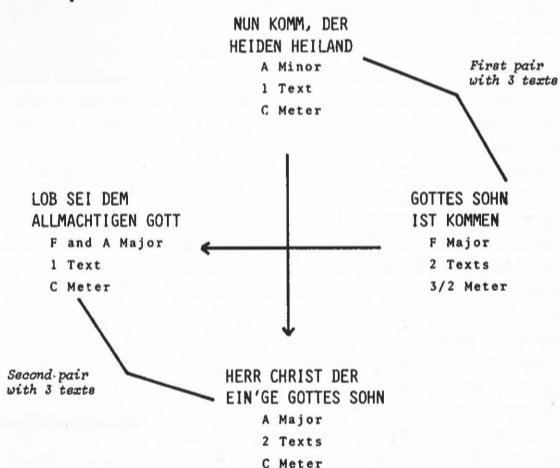 NUN KOMM, DER
HEIDEN HEILAND
A Minor
1 Text
C Meter
First pair
with 3 texts
LOB SEI DEM
ALLMACHTIGEN GOTT
F and A Major
1 Text
C Meter
GOTTES SOHN
IST KOMMEN
F Major
2 Texts
3/2 Meter
Second pair
with 3 texts
HERR CHRIST DER
EIN'GE GOTTES SOHN
A Major
2 Texts
C Meter